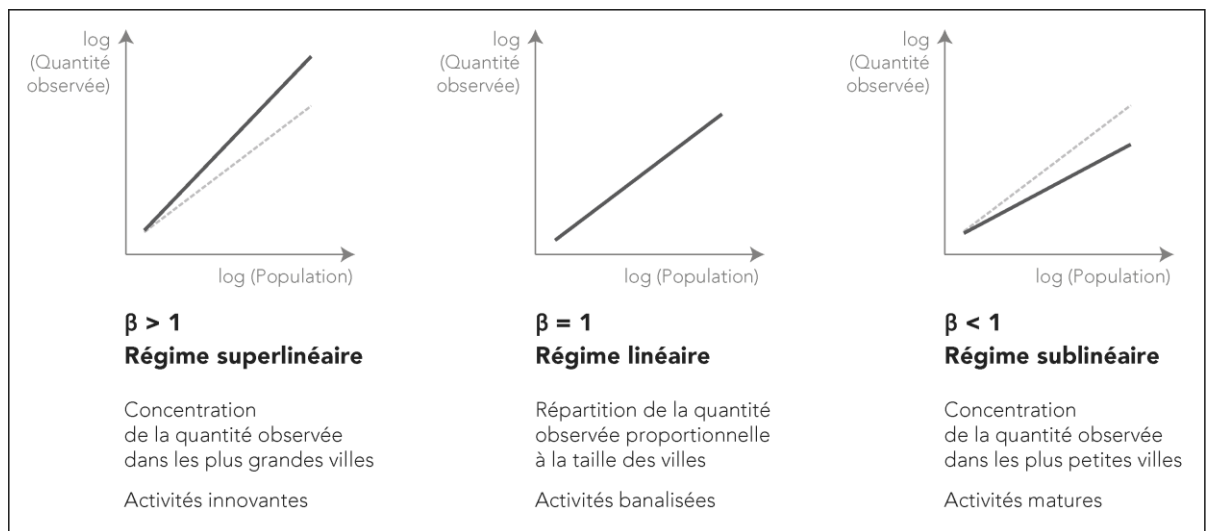 log
(Quantité
observée)
log (Population)
β > 1
Régime superlinéaire
Concentration
de la quantité observée
dans les plus grandes villes
Activités innovantes
log
(Quantité
observée)
log (Population)
β = 1
Régime linéaire
Répartition de la quantité
observée proportionnelle
à la taille des villes
Activités banalisées
log
(Quantité
observée)
log (Population)
β < 1
Régime sublinéaire
Concentration
de la quantité observée
dans les plus petites villes
Activités matures